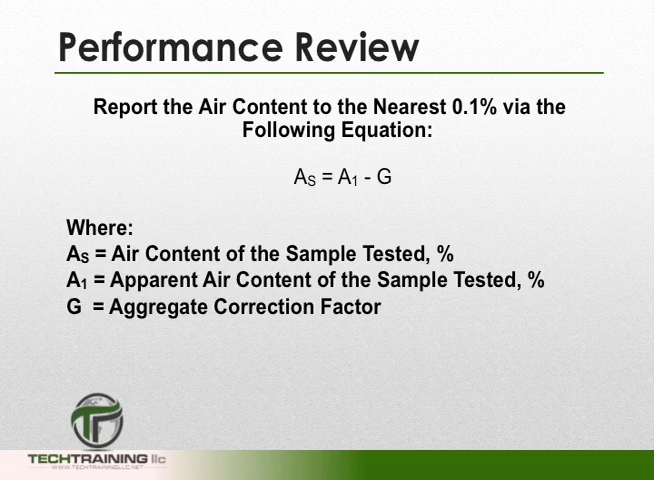 Performance Review
Report the Air Content to the Nearest 0.1% via the
Following Equation:
AS = A1 - G
Where:
AS = Air Content of the Sample Tested, %
A1 = Apparent Air Content of the Sample Tested, %
G = Aggregate Correction Factor
TECHTRAINING llc
WWW.TECHTRAININGLLC.NET